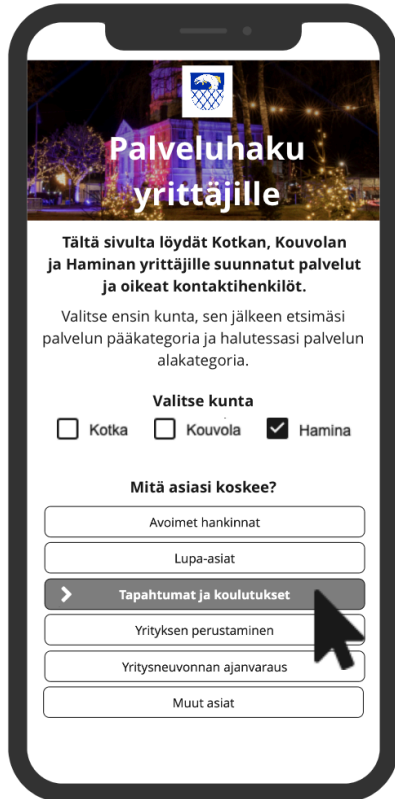 Palveluhaku
yrittäjille
Tältä sivulta löydät Kotkan, Kouvolan
ja Haminan yrittäjille suunnatut palvelut
ja oikeat kontaktihenkilöt.
Valitse ensin kunta, sen jälkeen etsimäsi
palvelun pääkategoria ja halutessasi palvelun
alakategoria.
Valitse kunta
Kotka Kouvola Hamina
Mitä asiasi koskee?
Avoimet hankinnat
Lupa-asiat
Tapahtumat ja koulutukset
Yrityksen perustaminen
Yritysneuvonnan ajanvaraus
Muut asiat